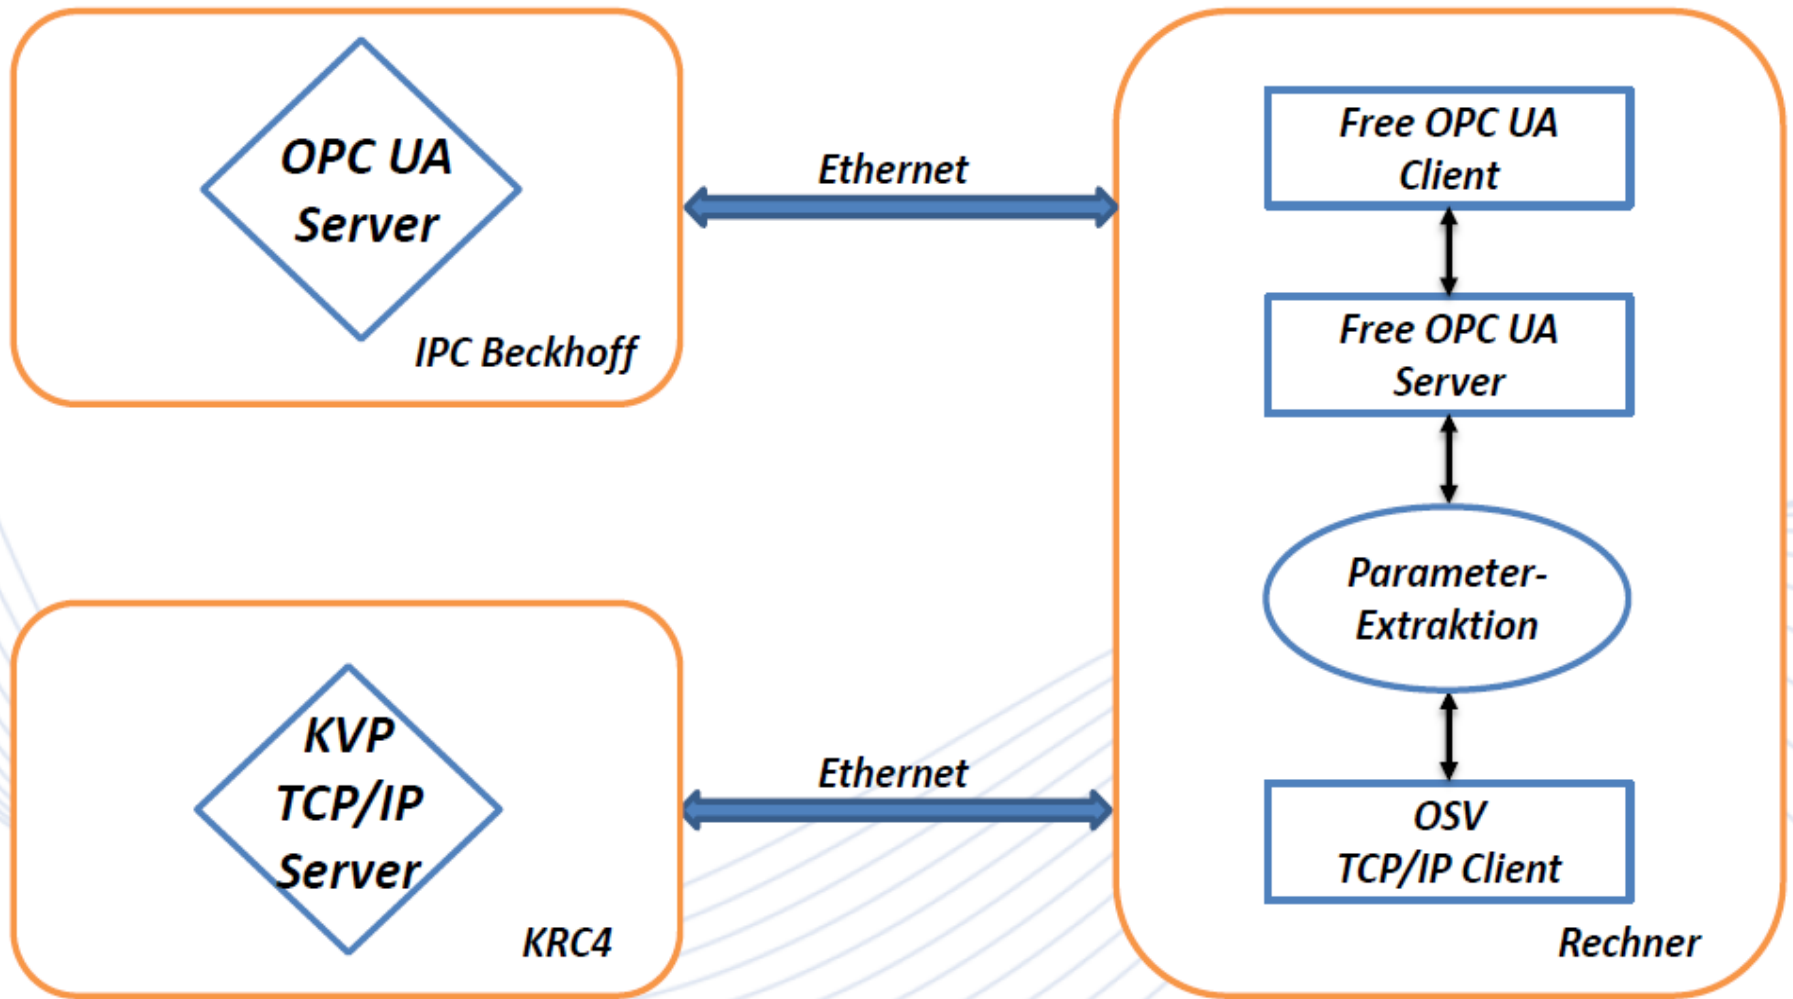 OPC UA
Server
IPC Beckhoff
Ethernet
Free OPC UA
Client
Free OPC UA
Server
Parameter-
Extraktion
OSV
TCP/IP Client
Rechner
KVP
TCP/IP
Server
KRC4
Ethernet